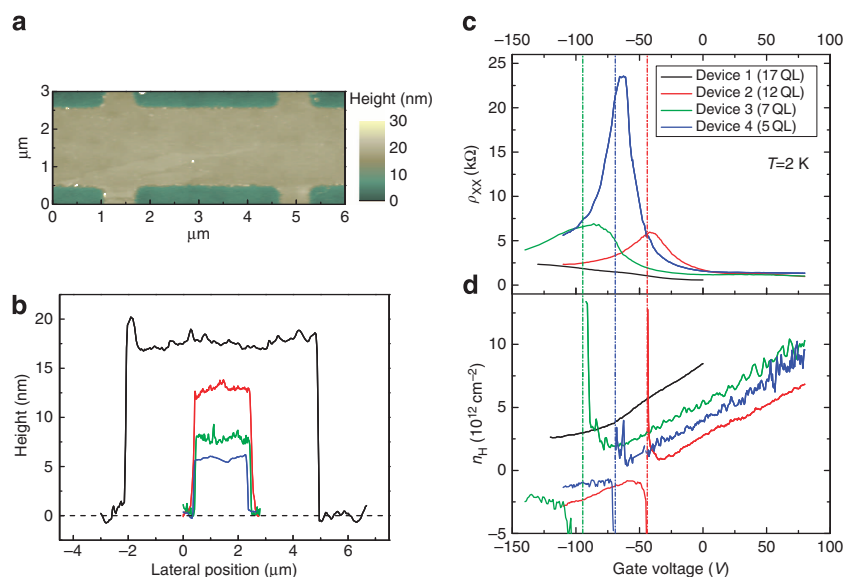 a
Height (nm)
3
2
1
0
μm
0 1 2 3 4 5 6
μm
30
20
10
0
b
20
15
10
5
0
Height (nm)
−4 −2 0 2 4 6
Lateral position (μm)
c
−150 −100 −50 0 50 100
25
20
15
10
5
0
ρXX (kΩ)
Device 1 (17 QL)
Device 2 (12 QL)
Device 3 (7 QL)
Device 4 (5 QL)
T=2 K
d
10
5
0
−5
nH (10¹² cm⁻²)
−150 −100 −50 0 50 100
Gate voltage (V)